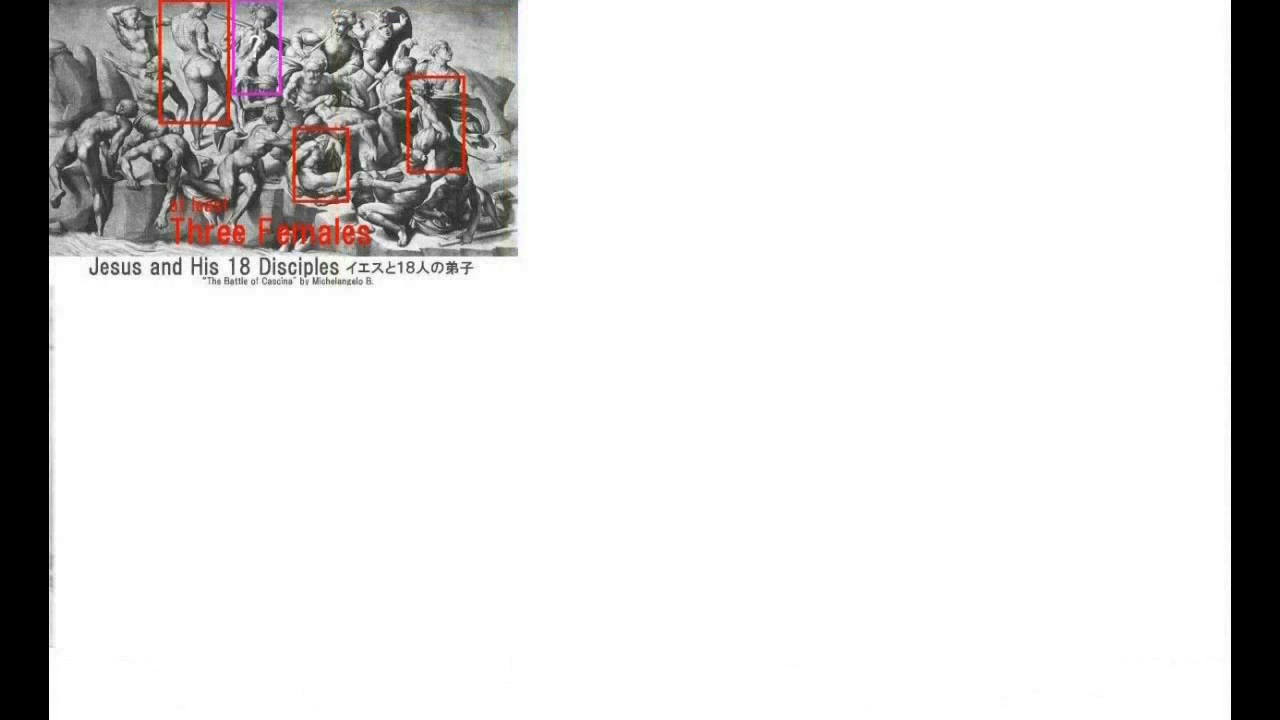 ?
at least
Three Females
Jesus and His 18 Disciples イエスと18人の弟子
"The Battle of Cascina" by Michelangelo B.